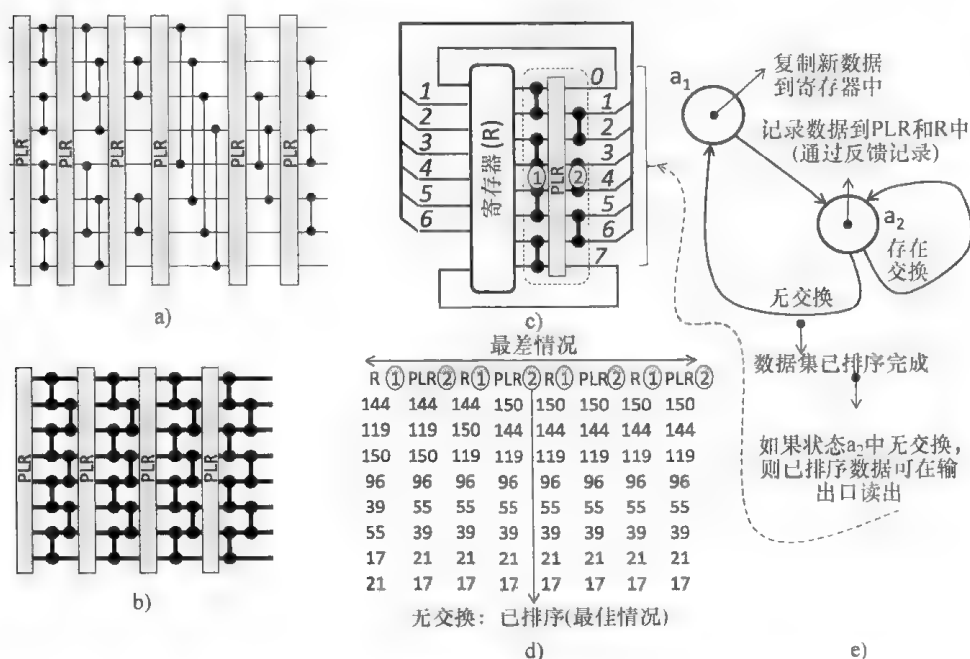 PLR
PLR
PLR
PLR
PLR
PLR
a)
PLR
PLR
PLR
PLR
b)
1
2
3
4
5
6
寄存器(R)
①
PLR
②
0
1
2
3
4
5
6
7
c)
最差情况
R ① PLR ② R ① PLR ② R ① PLR ② R ① PLR ②
144 144 144 150 150 150 150 150
119 119 150 144 144 144 144 144
150 150 119 119 119 119 119 119
96 96 96 96 96 96 96 96
39 55 55 55 55 55 55 55
55 39 39 39 39 39 39 39
17 21 21 21 21 21 21 21
21 17 17 17 17 17 17 17
无交换：已排序(最佳情况)
d)
a1
复制新数据
到寄存器中
记录数据到PLR和R中
(通过反馈记录)
a2
存在
交换
无交换
数据集已排序完成
如果状态a2中无交换，
则已排序数据可在输
出口读出
e)